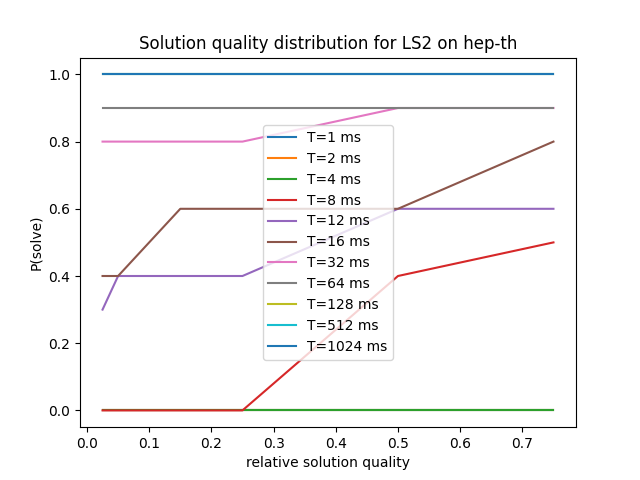 Solution quality distribution for LS2 on hep-th
1.0
0.8
0.6
0.4
0.2
0.0
P(solve)
T=1 ms
T=2 ms
T=4 ms
T=8 ms
T=12 ms
T=16 ms
T=32 ms
T=64 ms
T=128 ms
T=512 ms
T=1024 ms
0.0 0.1 0.2 0.3 0.4 0.5 0.6 0.7
relative solution quality